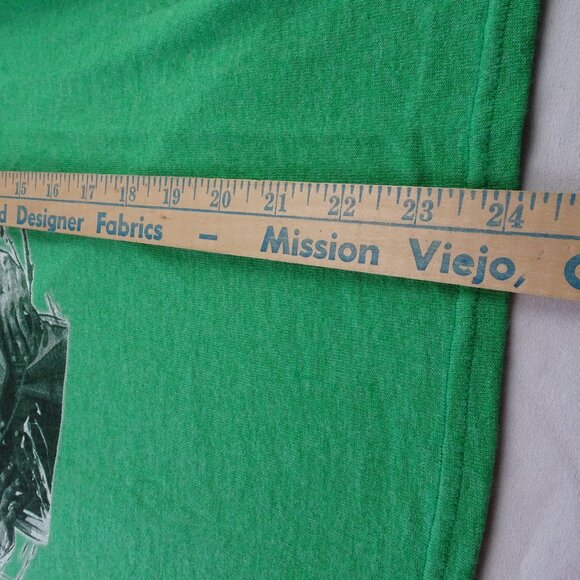 15 16 17 18 19 20 21 22 23 24
Designer Fabrics — Mission Viejo,